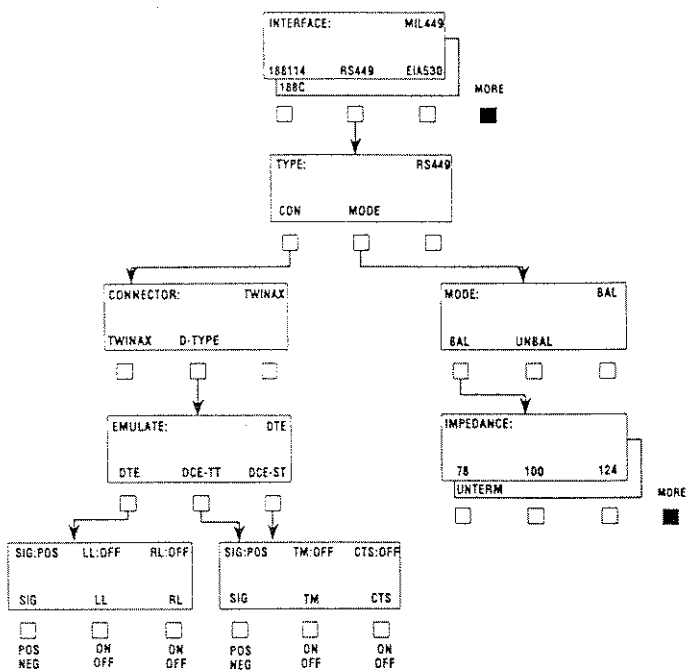 INTERFACE: MIL449
188114 RS449 EIA530
188C
MORE
TYPE: RS449
CON MODE
CONNECTOR: TWINAX
TWINAX D-TYPE
MODE: BAL
BAL UNBAL
EMULATE: DTE
DTE DCE-TT DCE-ST
IMPEDANCE:
78 100 124
UNTERM
MORE
SIG:POS LL:OFF RL:OFF
SIG LL RL
POS ON ON
NEG OFF OFF
SIG:POS TM:OFF CTS:OFF
SIG TM CTS
POS ON ON
NEG OFF OFF